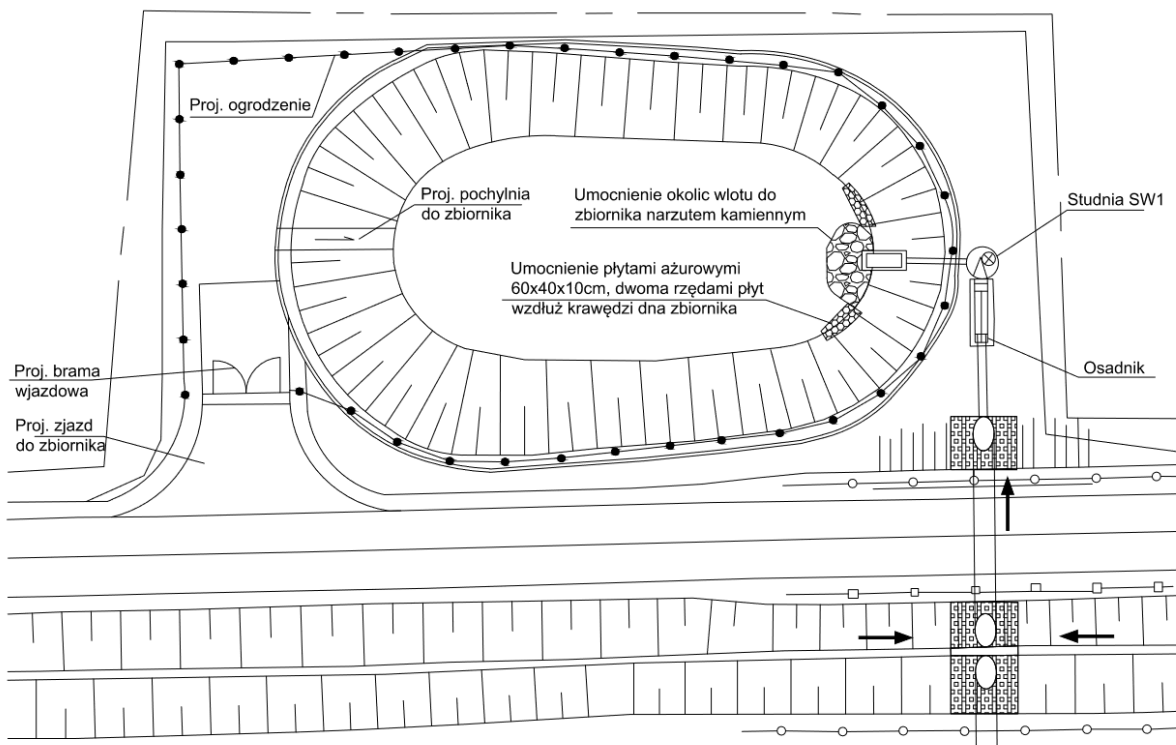 Proj. ogrodzenie
Proj. pochylnia
do zbiornika
Umocnienie okolic wlotu do
zbiornika narzutem kamiennym
Studnia SW1
Umocnienie płytami ażurowymi
60x40x10cm, dwoma rzędami płyt
wzdłuż krawędzi dna zbiornika
Proj. brama
wjazdowa
Osadnik
Proj. zjazd
do zbiornika